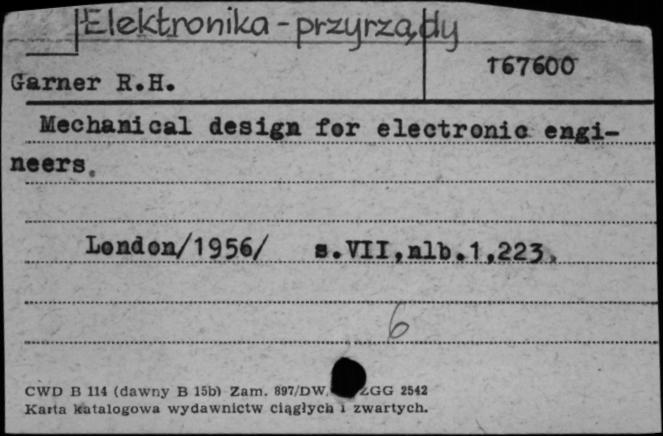 Elektronika - przyrządy
Garner R.H.
167600
Mechanical design for electronic engi-
neers.
London/1956/ s.VII,nlb.1,223.
6
CWD B 114 (dawny B 15b) Zam. 897/DW. ZGG 2542
Karta katalogowa wydawnictw ciągłych i zwartych.